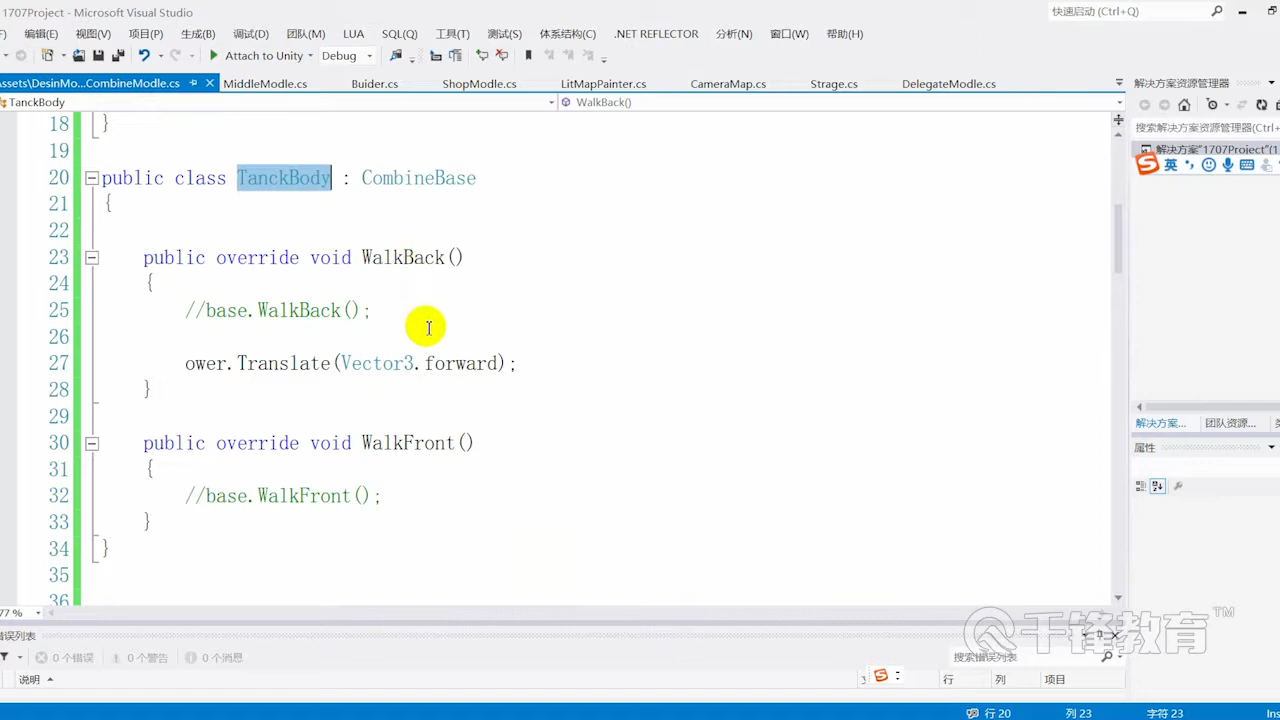 1707Project - Microsoft Visual Studio
快速启动 (Ctrl+Q)
编辑(E) 视图(V) 项目(P) 生成(B) 调试(D) 团队(M) LUA SQL(Q) 工具(T) 测试(S) 体系结构(C) .NET REFLECTOR 分析(N) 窗口(W) 帮助(H)
Attach to Unity Debug
Assets\DesinMo...CombineModle.cs MiddleModle.cs Buider.cs ShopModle.cs LitMapPainter.cs CameraMap.cs Strage.cs DelegateModle.cs
解决方案资源管理器
TanckBody WalkBack()
搜索解决方案资源管理器(Ctrl+
解决方案"1707Project"(1
英
18 }
19
20 public class TanckBody : CombineBase
21 {
22
23 public override void WalkBack()
24 {
25 //base.WalkBack();
26
27 ower.Translate(Vector3.forward);
28 }
29
30 public override void WalkFront()
31 {
32 //base.WalkFront();
33 }
34 }
35
36
解决方案... 团队资源...
属性
77 %
错误列表
0 个错误 0 个警告 0 个消息
搜索错误列表
千锋教育 TM
说明 行 列 项目
行 20 列 23 字符 23 Ins